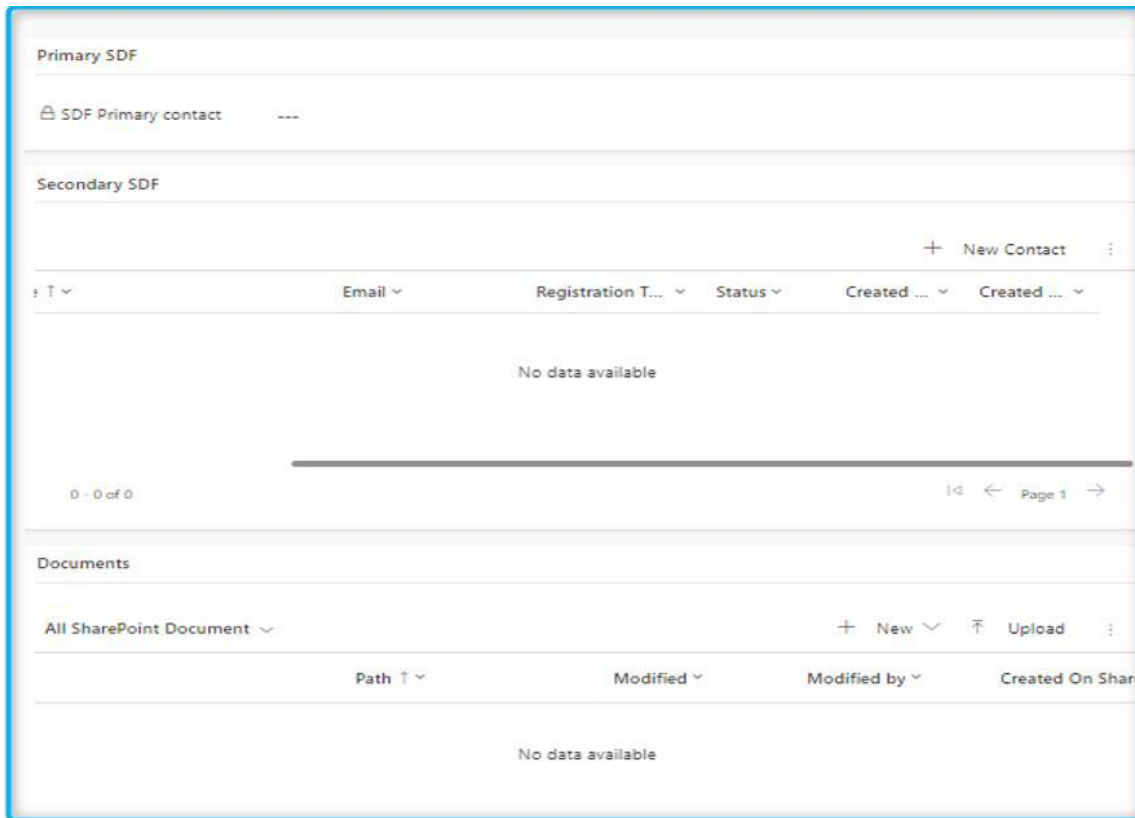 Primary SDF
SDF Primary contact ---
Secondary SDF
+ New Contact
Email Registration T... Status Created ... Created ...
No data available
0 - 0 of 0 Page 1
Documents
All SharePoint Document + New Upload
Path Modified Modified by Created On Shar
No data available